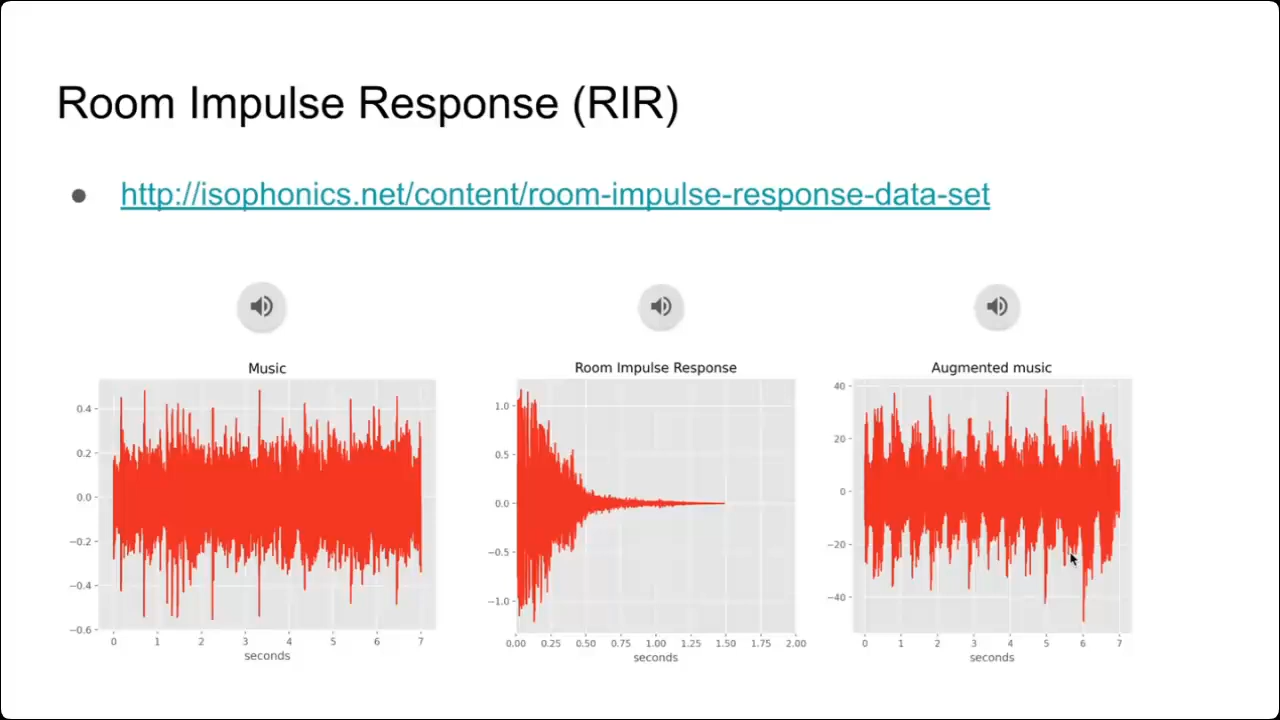 Room Impulse Response (RIR)
● http://isophonics.net/content/room-impulse-response-data-set
Music
0.4
0.2
0.0
−0.2
−0.4
−0.6
0 1 2 3 4 5 6 7
seconds
Room Impulse Response
1.0
0.5
0.0
−0.5
−1.0
0.00 0.25 0.50 0.75 1.00 1.25 1.50 1.75 2.00
seconds
Augmented music
40
20
0
−20
−40
0 1 2 3 4 5 6 7
seconds